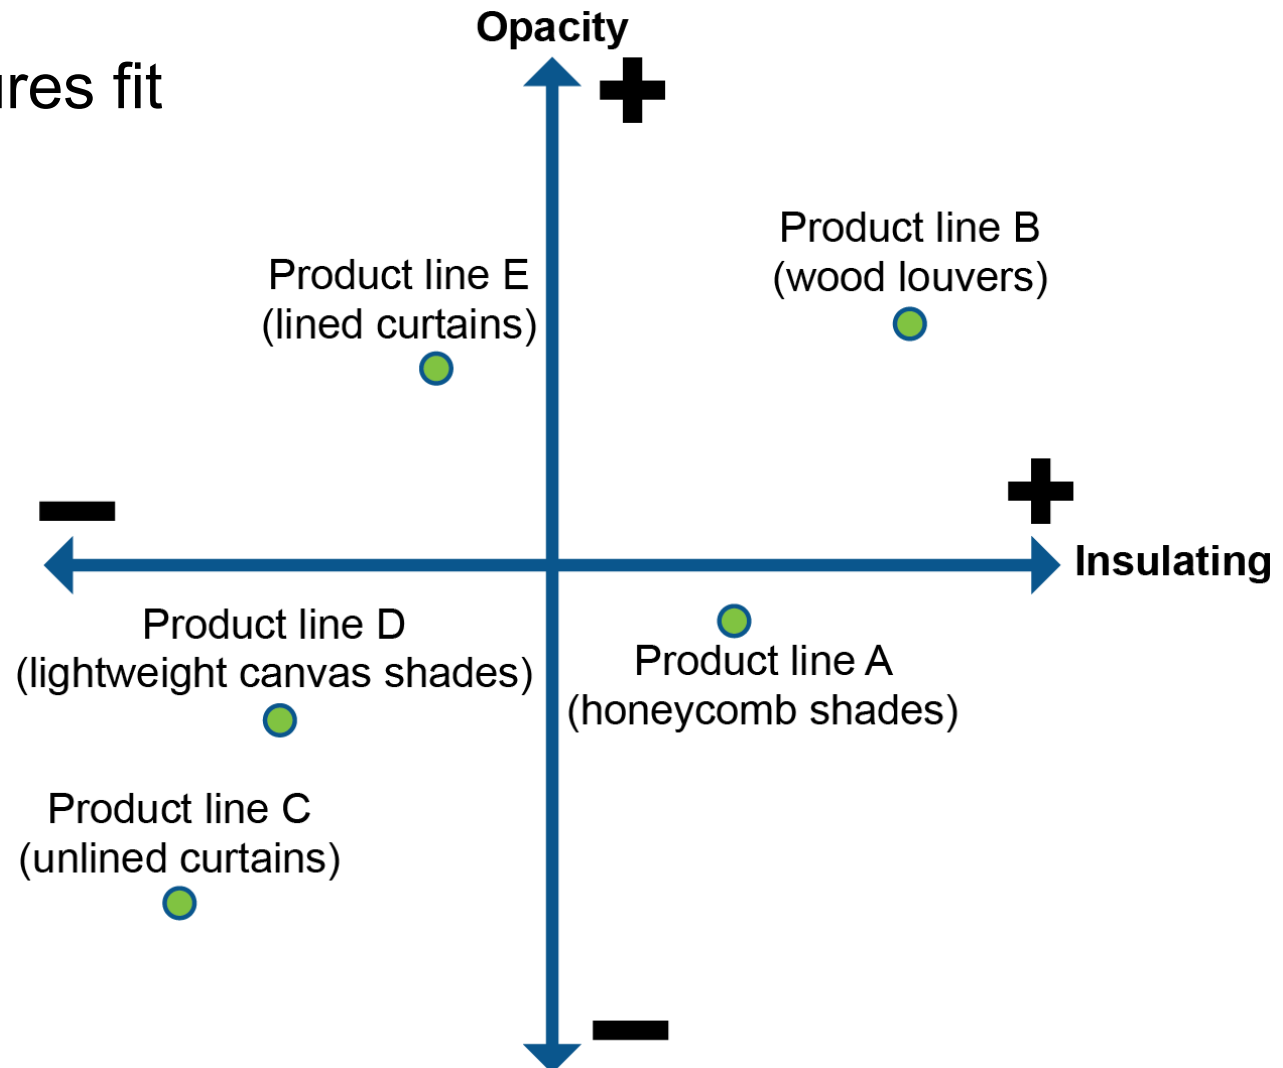 Opacity
ures fit
Product line B
(wood louvers)
Product line E
(lined curtains)
Insulating
Product line D
(lightweight canvas shades)
Product line A
(honeycomb shades)
Product line C
(unlined curtains)